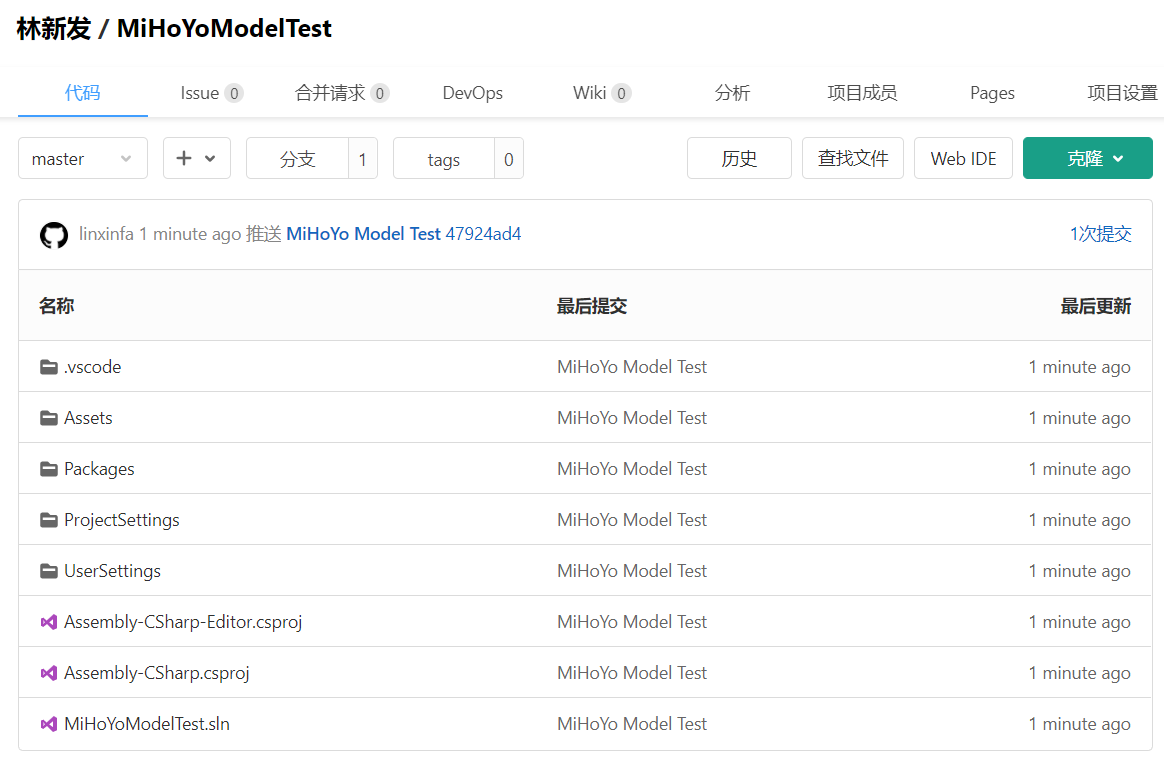 林新发 / MiHoYoModelTest
代码 Issue 0 合并请求 0 DevOps Wiki 0 分析 项目成员 Pages 项目设置
master 分支 1 tags 0 历史 查找文件 Web IDE 克隆
linxinfa 1 minute ago 推送 MiHoYo Model Test 47924ad4 1次提交
名称 最后提交 最后更新
.vscode MiHoYo Model Test 1 minute ago
Assets MiHoYo Model Test 1 minute ago
Packages MiHoYo Model Test 1 minute ago
ProjectSettings MiHoYo Model Test 1 minute ago
UserSettings MiHoYo Model Test 1 minute ago
Assembly-CSharp-Editor.csproj MiHoYo Model Test 1 minute ago
Assembly-CSharp.csproj MiHoYo Model Test 1 minute ago
MiHoYoModelTest.sln MiHoYo Model Test 1 minute ago